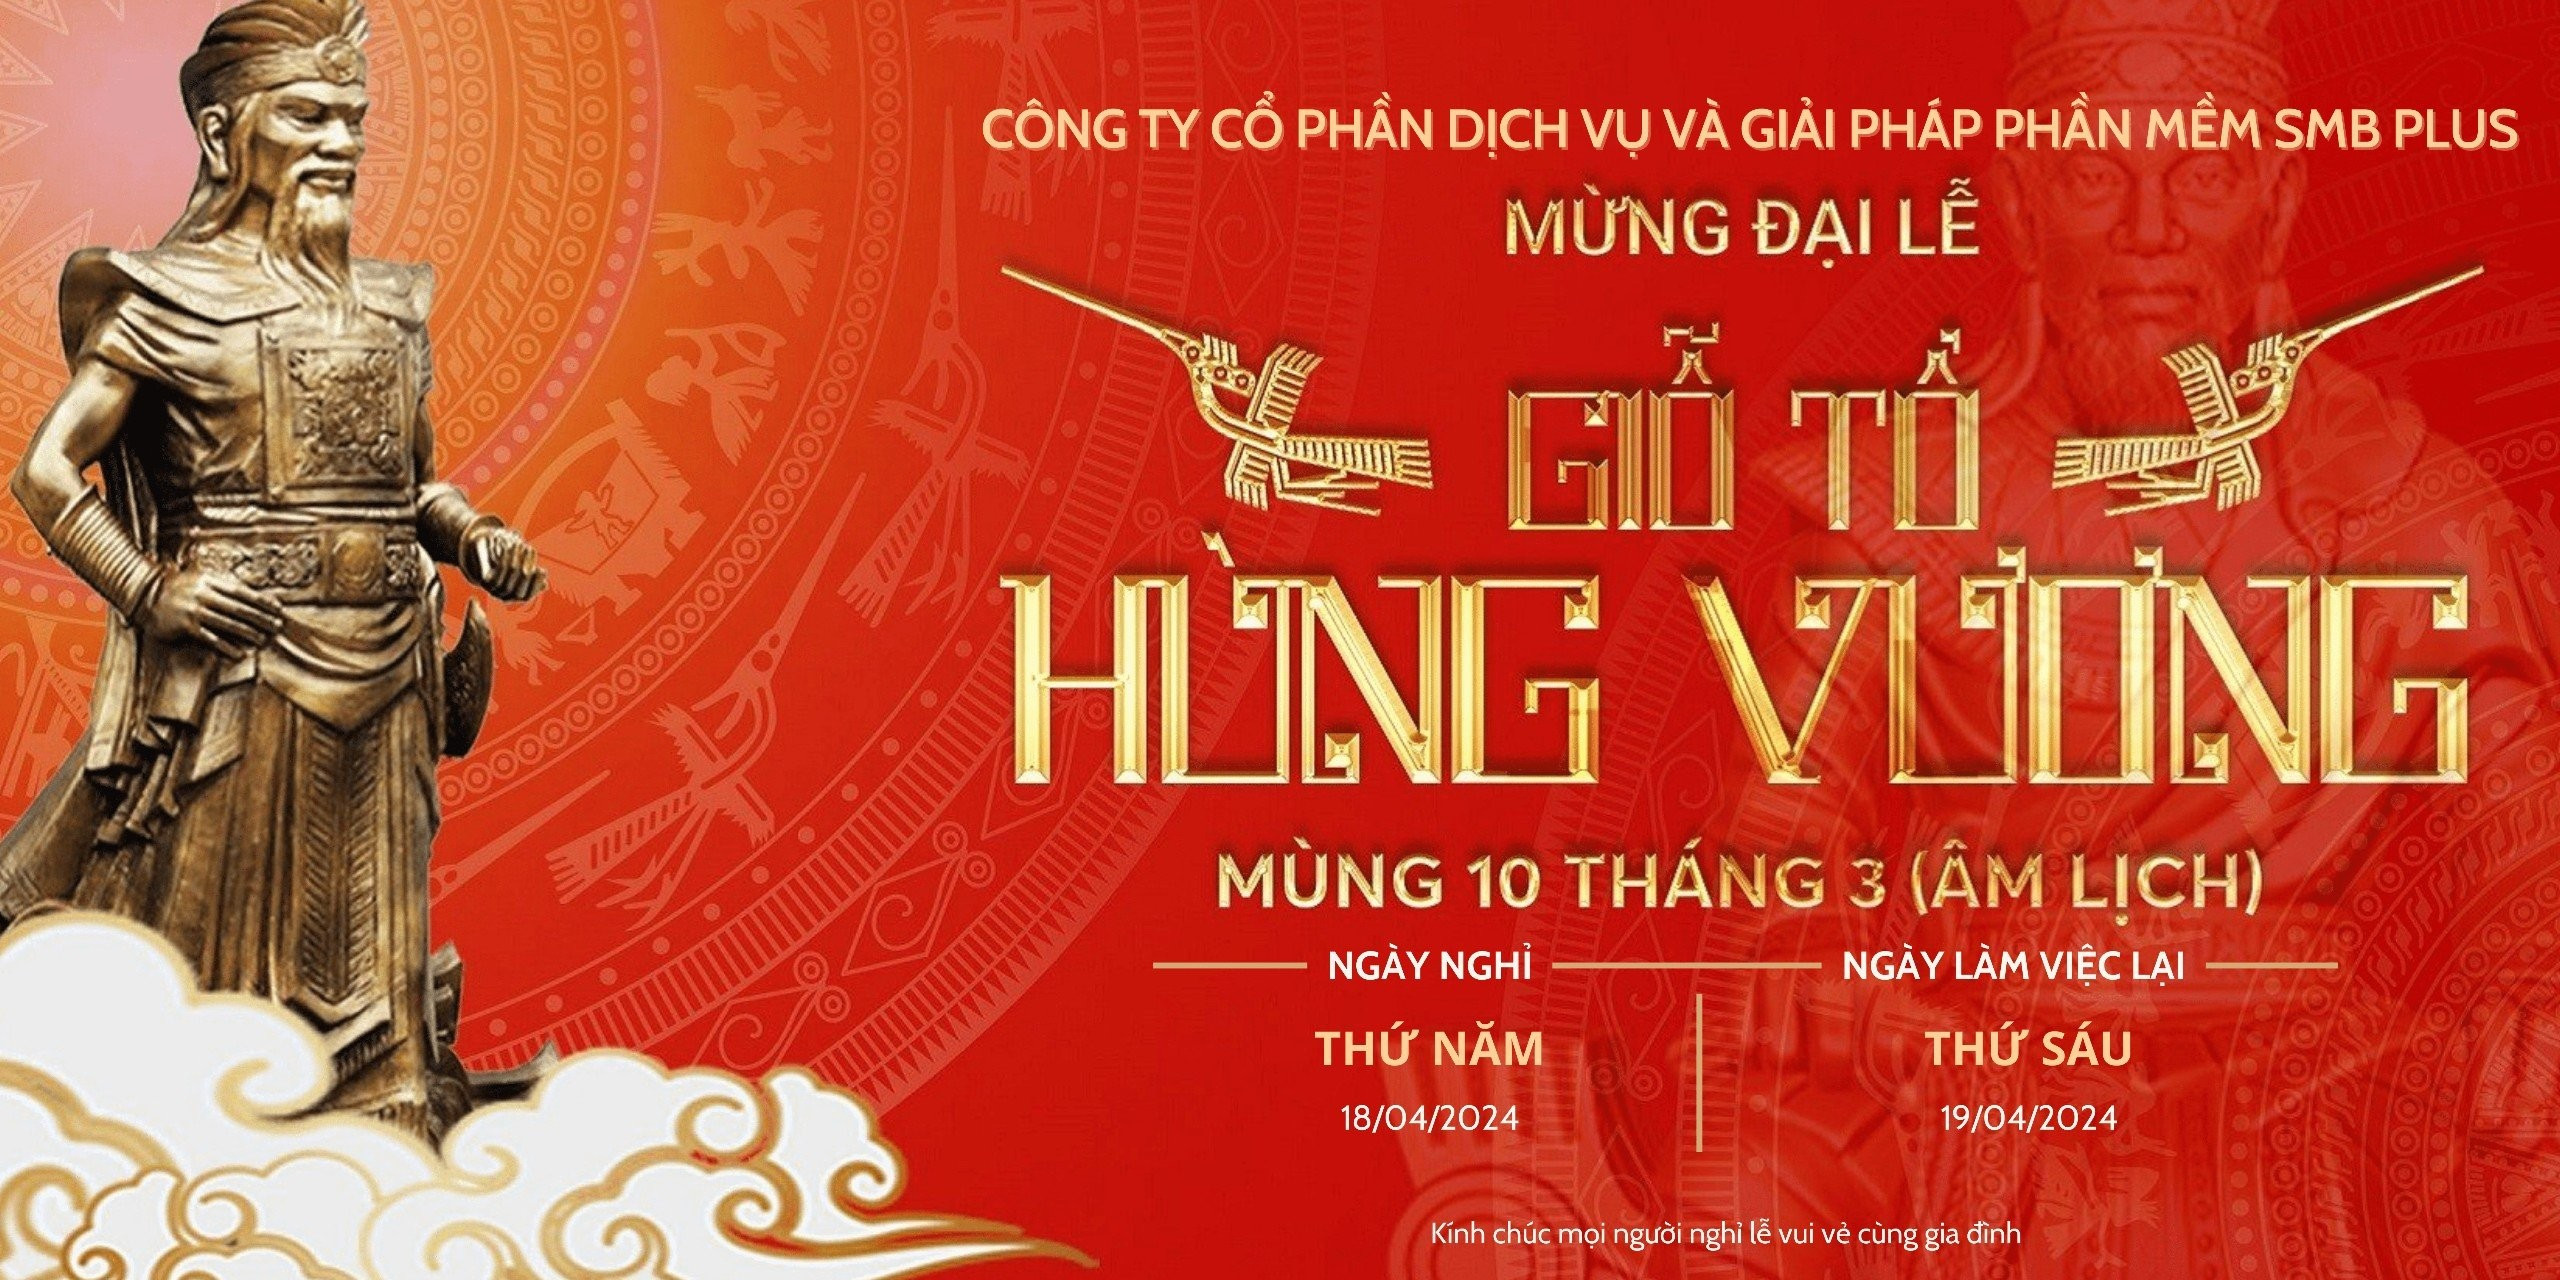 CÔNG TY CỔ PHẦN DỊCH VỤ VÀ GIẢI PHÁP PHẦN MỀM SMB PLUS
MỪNG ĐẠI LỄ
GIỖ TỔ
HÙNG VƯƠNG
MÙNG 10 THÁNG 3 (ÂM LỊCH)
NGÀY NGHỈ NGÀY LÀM VIỆC LẠI
THỨ NĂM THỨ SÁU
18/04/2024 19/04/2024
Kính chúc mọi người nghỉ lễ vui vẻ cùng gia đình